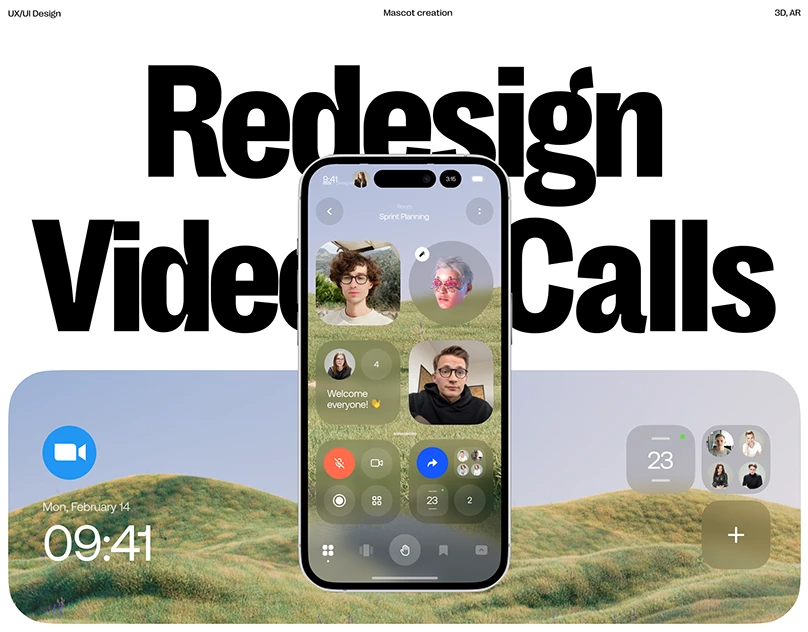 UX/UI Design
Mascot creation
3D, AR
Redesign
Video Calls
9:41
3:15
Room
Sprint Planning
4
Welcome
everyone! 👋
23
2
Mon, February 14
09:41
23